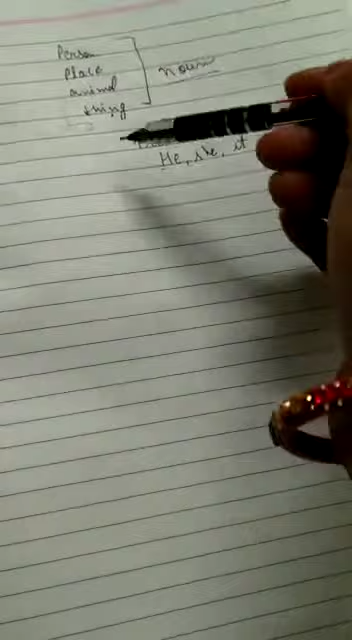 Person
Place
animal
thing
noun
He, she, it